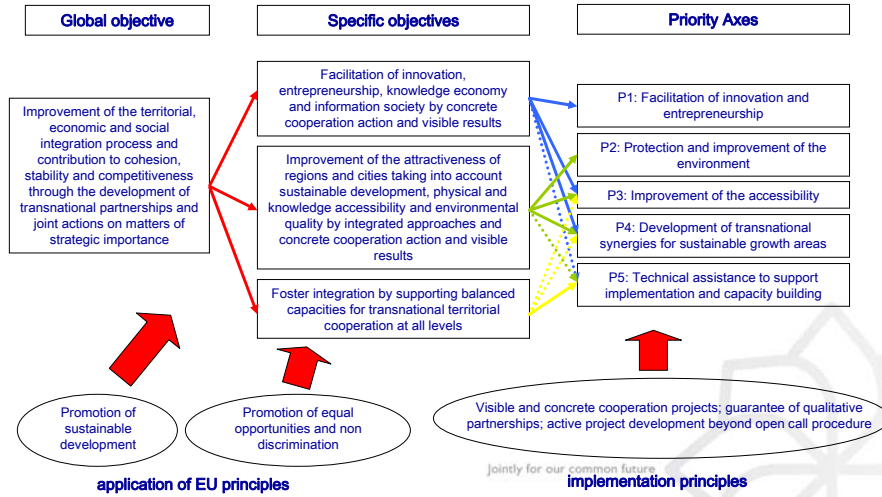 Global objective
Specific objectives
Priority Axes
Improvement of the territorial,
economic and social
integration process and
contribution to cohesion,
stability and competitiveness
through the development of
transnational partnerships and
joint actions on matters of
strategic importance
Facilitation of innovation,
entrepreneurship, knowledge economy
and information society by concrete
cooperation action and visible results
Improvement of the attractiveness of
regions and cities taking into account
sustainable development, physical and
knowledge accessibility and environmental
quality by integrated approaches and
concrete cooperation action and visible
results
Foster integration by supporting balanced
capacities for transnational territorial
cooperation at all levels
P1: Facilitation of innovation and
entrepreneurship
P2: Protection and improvement of the
environment
P3: Improvement of the accessibility
P4: Development of transnational
synergies for sustainable growth areas
P5: Technical assistance to support
implementation and capacity building
Promotion of
sustainable
development
Promotion of equal
opportunities and non
discrimination
Visible and concrete cooperation projects; guarantee of qualitative
partnerships; active project development beyond open call procedure
Jointly for our common future
application of EU principles
implementation principles